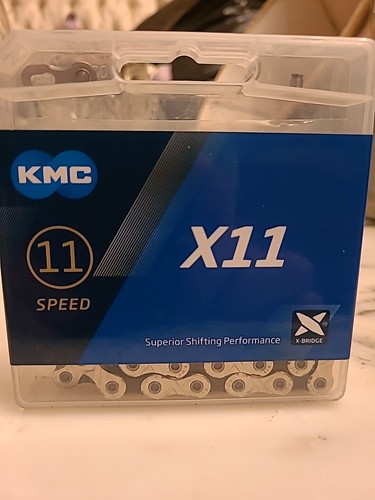 KMC
11
SPEED
X11
Superior Shifting Performance
X-BRIDGE